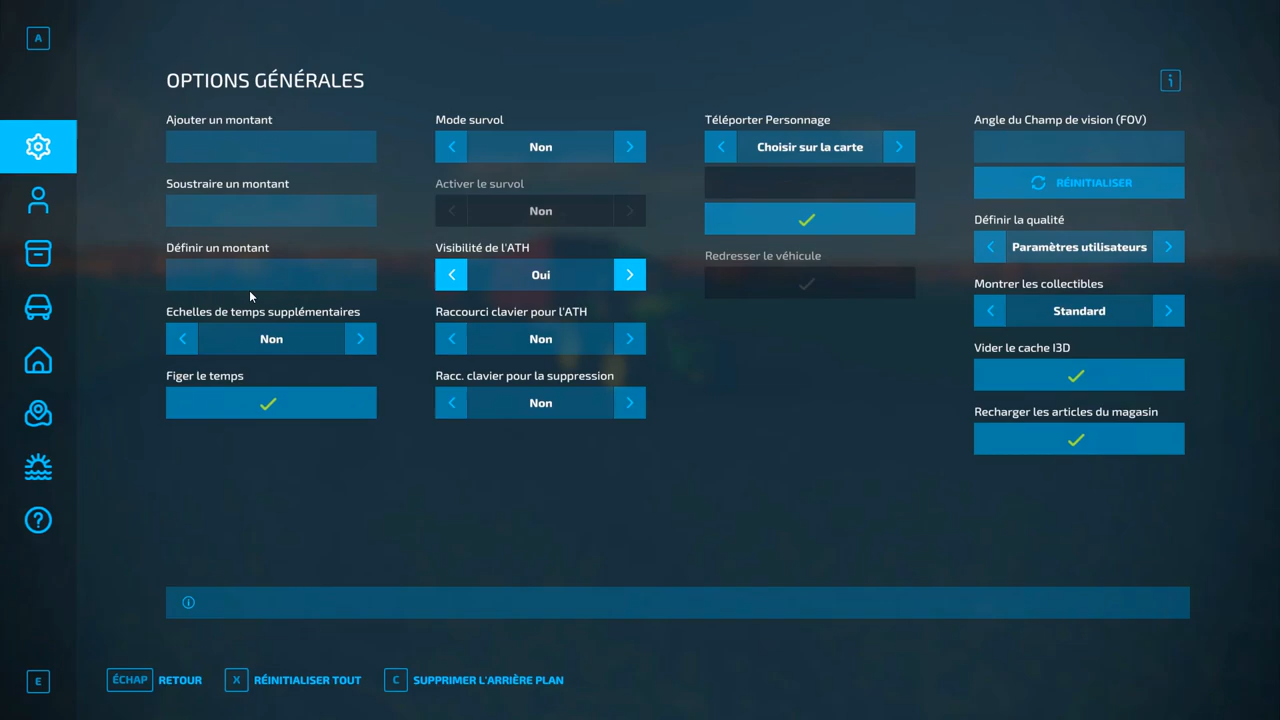 A
OPTIONS GÉNÉRALES
Ajouter un montant
Soustraire un montant
Définir un montant
Echelles de temps supplémentaires
Non
Figer le temps
Mode survol
Non
Activer le survol
Non
Visibilité de l'ATH
Oui
Raccourci clavier pour l'ATH
Non
Racc. clavier pour la suppression
Non
Téléporter Personnage
Choisir sur la carte
Redresser le véhicule
Angle du Champ de vision (FOV)
RÉINITIALISER
Définir la qualité
Paramètres utilisateurs
Montrer les collectibles
Standard
Vider le cache I3D
Recharger les articles du magasin
E
ÉCHAP RETOUR X RÉINITIALISER TOUT C SUPPRIMER L'ARRIÈRE PLAN